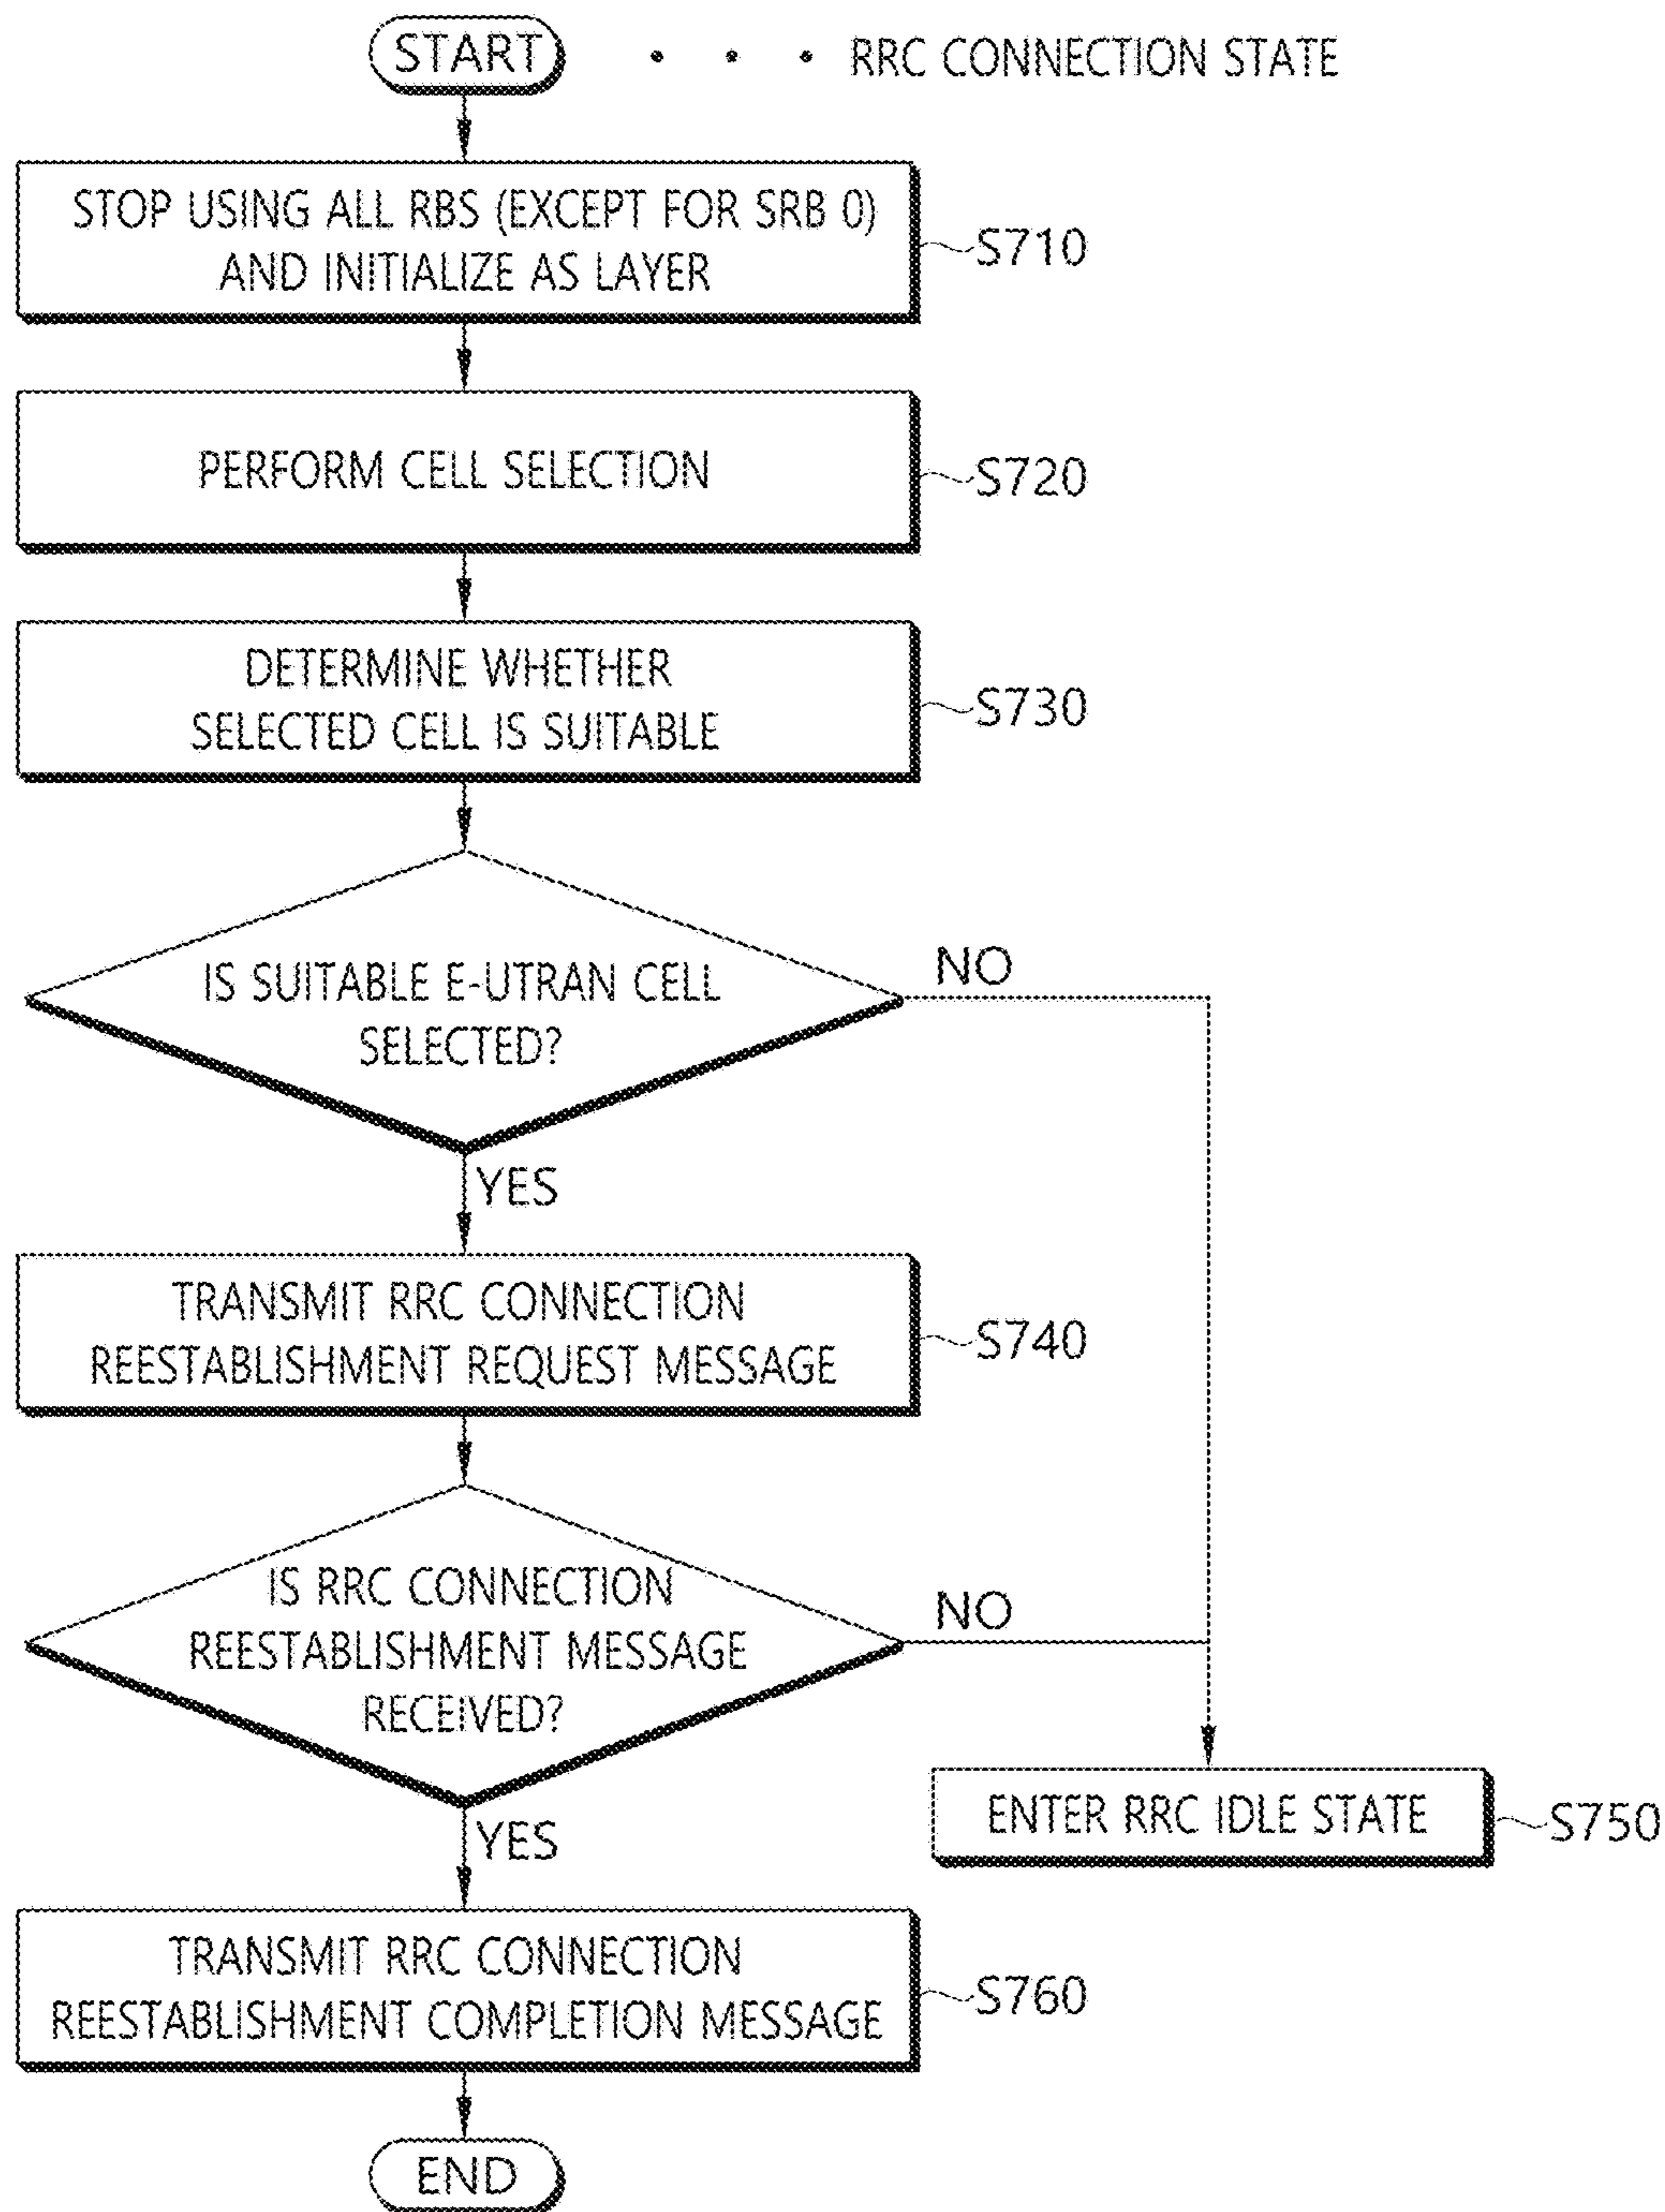 START • • • RRC CONNECTION STATE
STOP USING ALL RBS (EXCEPT FOR SRB 0)
AND INITIALIZE AS LAYER
S710
PERFORM CELL SELECTION
S720
DETERMINE WHETHER
SELECTED CELL IS SUITABLE
S730
IS SUITABLE E-UTRAN CELL
SELECTED?
NO
YES
TRANSMIT RRC CONNECTION
REESTABLISHMENT REQUEST MESSAGE
S740
IS RRC CONNECTION
REESTABLISHMENT MESSAGE
RECEIVED?
NO
YES
ENTER RRC IDLE STATE
S750
TRANSMIT RRC CONNECTION
REESTABLISHMENT COMPLETION MESSAGE
S760
END